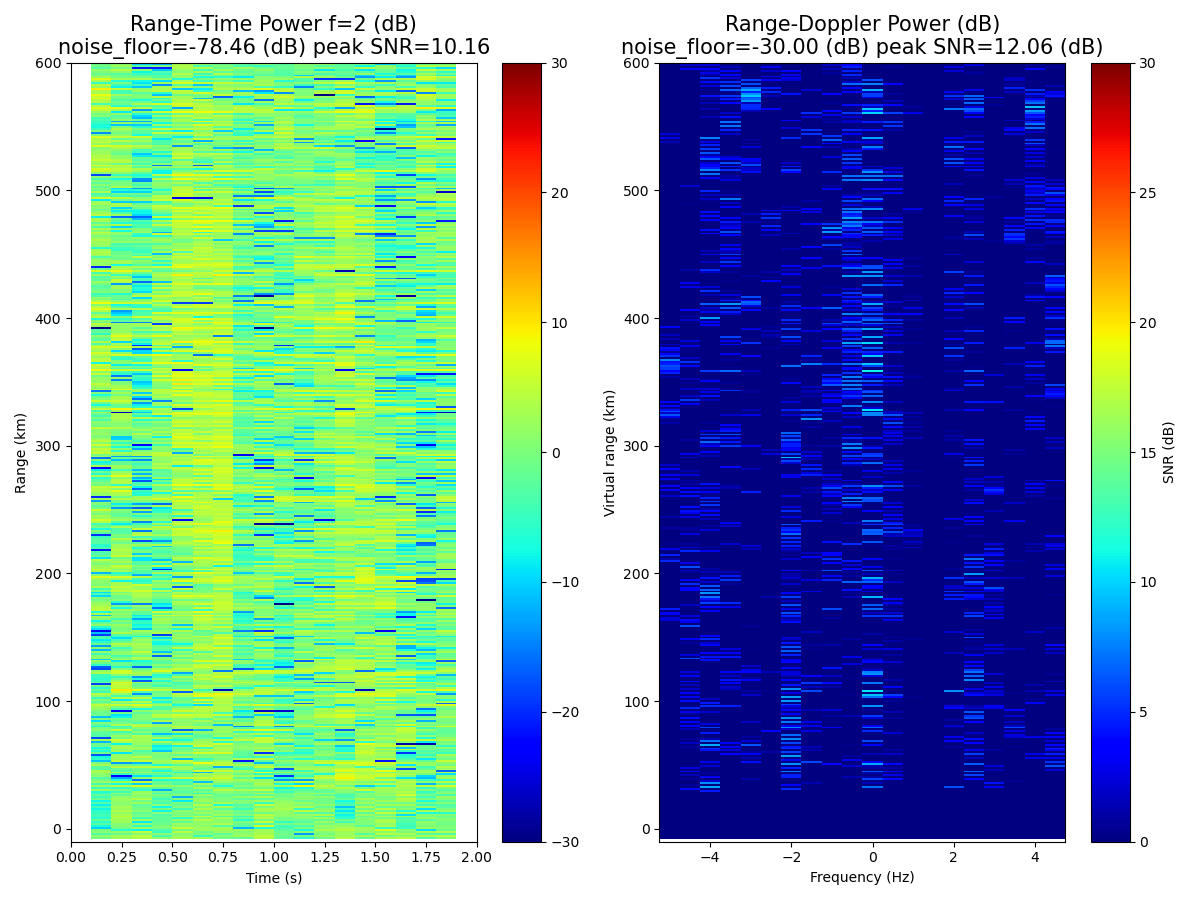 Range-Time Power f=2 (dB)
noise_floor=-78.46 (dB) peak SNR=10.16
600
500
400
300
200
100
0
Range (km)
0.00 0.25 0.50 0.75 1.00 1.25 1.50 1.75 2.00
Time (s)
30
20
10
0
−10
−20
−30
Range-Doppler Power (dB)
noise_floor=-30.00 (dB) peak SNR=12.06 (dB)
600
500
400
300
200
100
0
Virtual range (km)
−4 −2 0 2 4
Frequency (Hz)
30
25
20
15
10
5
0
SNR (dB)